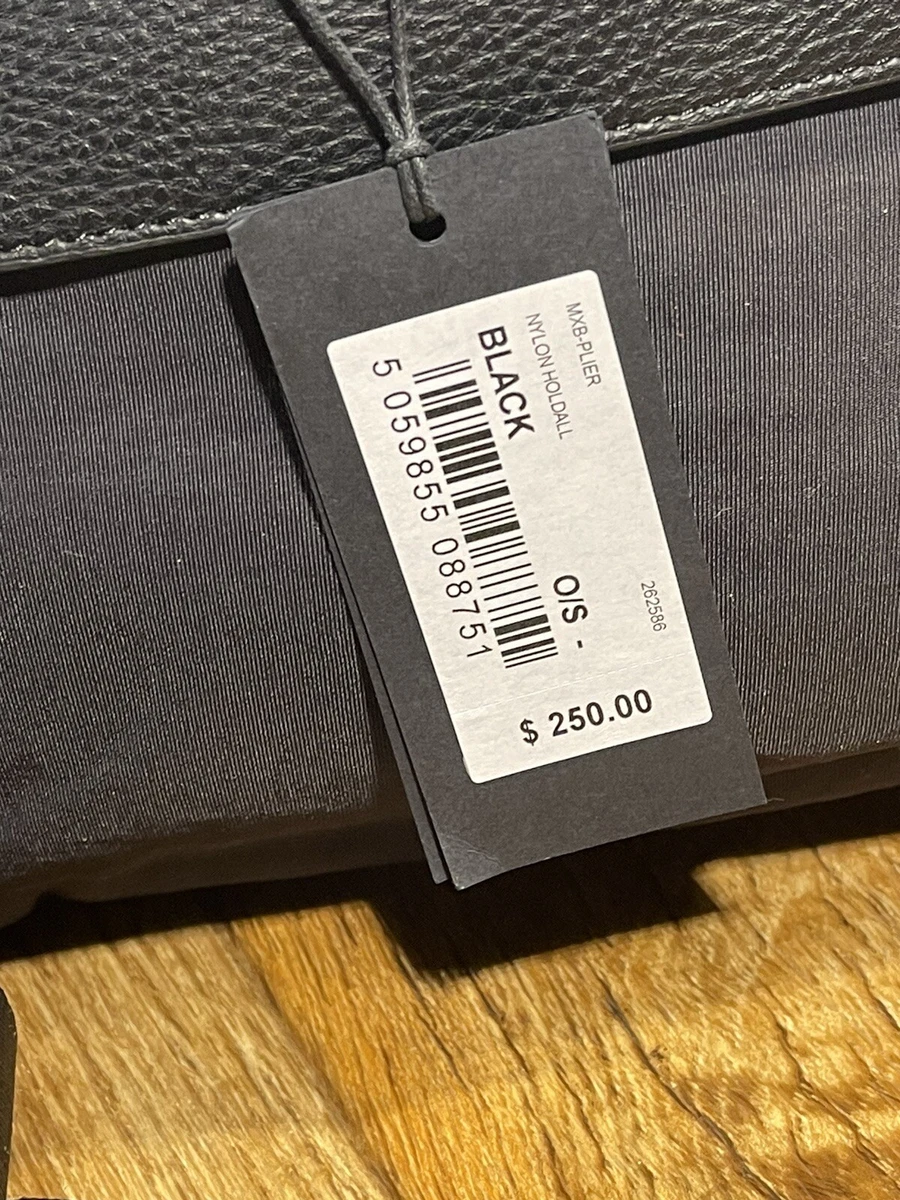 MXB-PLIER
262586
NYLON HOLDALL
BLACK
O/S -
5 059855 088751
$ 250.00